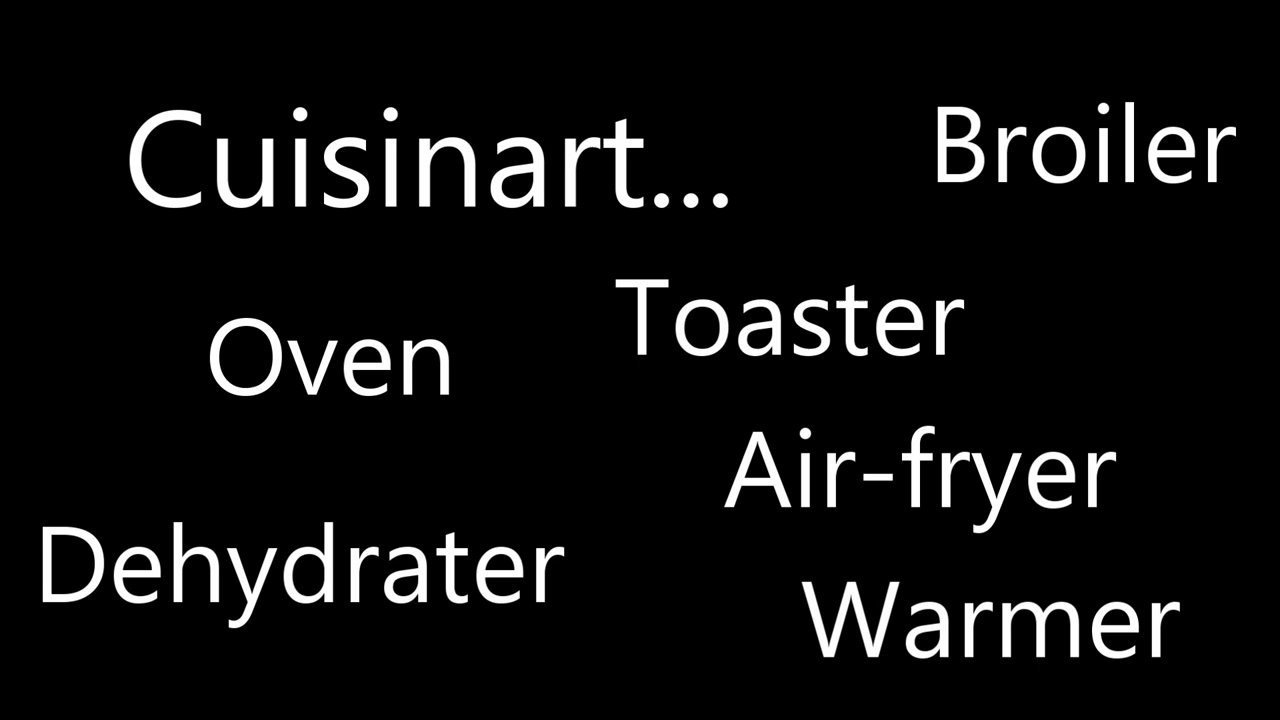 Cuisinart...
Broiler
Toaster
Oven
Air-fryer
Dehydrater
Warmer